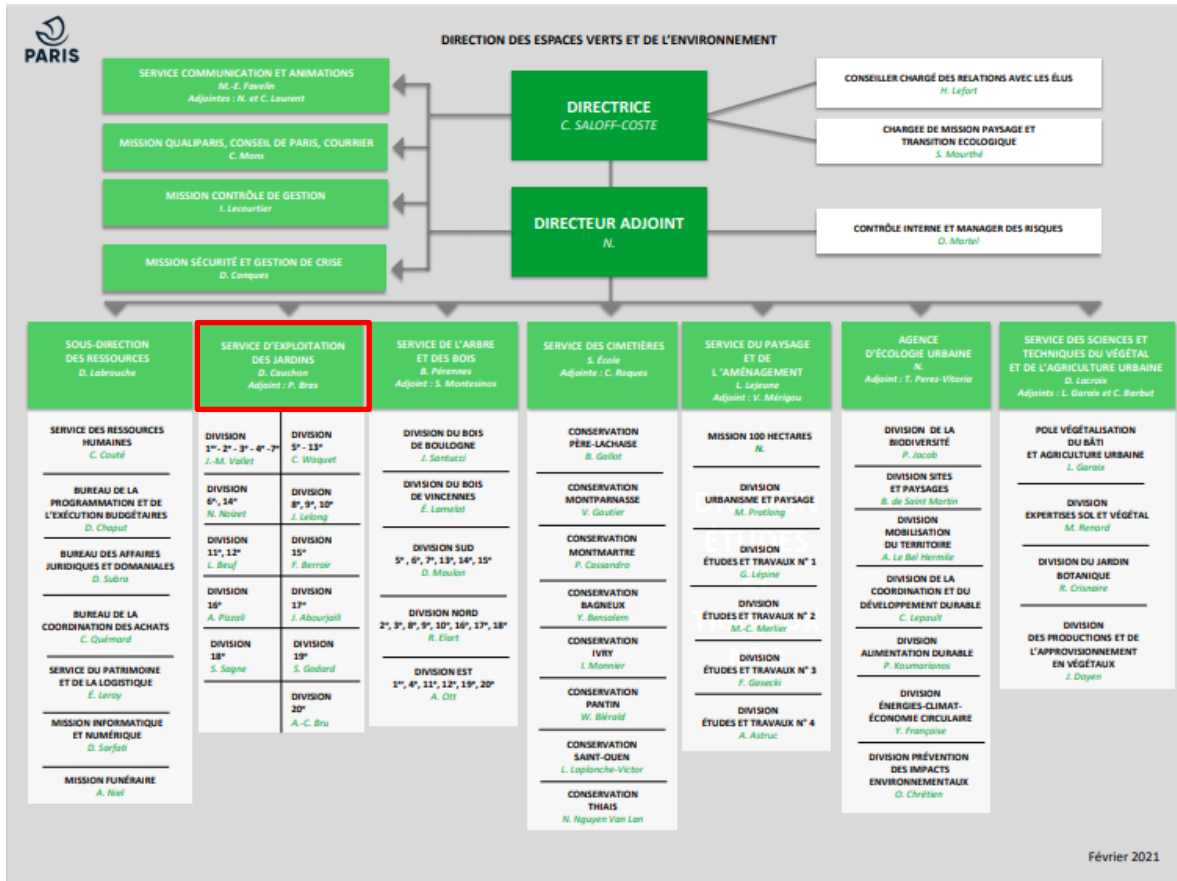 PARIS
DIRECTION DES ESPACES VERTS ET DE L'ENVIRONNEMENT
SERVICE COMMUNICATION ET ANIMATIONS
M.-E. Favelin
Adjointes : N. et C. Laurent
MISSION QUALIPARIS, CONSEIL DE PARIS, COURRIER
C. Mons
MISSION CONTRÔLE DE GESTION
I. Lecourtier
MISSION SÉCURITÉ ET GESTION DE CRISE
D. Conques
DIRECTRICE
C. SALOFF-COSTE
DIRECTEUR ADJOINT
N.
CONSEILLER CHARGÉ DES RELATIONS AVEC LES ÉLUS
H. Lefort
CHARGEE DE MISSION PAYSAGE ET
TRANSITION ECOLOGIQUE
S. Mourthé
CONTRÔLE INTERNE ET MANAGER DES RISQUES
O. Martel
SOUS-DIRECTION
DES RESSOURCES
D. Labrouche
SERVICE DES RESSOURCES
HUMAINES
C. Couté
BUREAU DE LA
PROGRAMMATION ET DE
L'EXÉCUTION BUDGÉTAIRES
D. Chaput
BUREAU DES AFFAIRES
JURIDIQUES ET DOMANIALES
D. Subra
BUREAU DE LA
COORDINATION DES ACHATS
C. Quémard
SERVICE DU PATRIMOINE
ET DE LA LOGISTIQUE
É. Leroy
MISSION INFORMATIQUE
ET NUMÉRIQUE
D. Sarfati
MISSION FUNÉRAIRE
A. Niel
SERVICE D'EXPLOITATION
DES JARDINS
D. Cauchon
Adjoint : P. Bras
DIVISION
1er - 2e - 3e - 4e - 7e
J.-M. Vallet
DIVISION
5e - 13e
C. Waquet
DIVISION
6e, 14e
N. Noizet
DIVISION
8e, 9e, 10e
J. Lelong
DIVISION
11e, 12e
L. Beuf
DIVISION
15e
F. Berroir
DIVISION
16e
A. Pizzali
DIVISION
17e
J. Abourjaili
DIVISION
18e
S. Sagne
DIVISION
19e
S. Godard
DIVISION
20e
A.-C. Bru
SERVICE DE L'ARBRE
ET DES BOIS
B. Pérennes
Adjoint : S. Montesinos
DIVISION DU BOIS
DE BOULOGNE
J. Santucci
DIVISION DU BOIS
DE VINCENNES
É. Lamelot
DIVISION SUD
5e, 6e, 7e, 13e, 14e, 15e
D. Moulon
DIVISION NORD
2e, 3e, 8e, 9e, 10e, 16e, 17e, 18e
R. Elart
DIVISION EST
1er, 4e, 11e, 12e, 19e, 20e
A. Ott
SERVICE DES CIMETIÈRES
S. École
Adjointe : C. Roques
CONSERVATION
PÈRE-LACHAISE
B. Gallot
CONSERVATION
MONTPARNASSE
V. Gautier
CONSERVATION
MONTMARTRE
P. Cassandro
CONSERVATION
BAGNEUX
Y. Bensalem
CONSERVATION
IVRY
I. Monnier
CONSERVATION
PANTIN
W. Blérald
CONSERVATION
SAINT-OUEN
L. Laplanche-Victor
CONSERVATION
THIAIS
N. Nguyen Van Lan
SERVICE DU PAYSAGE
ET DE
L 'AMÉNAGEMENT
L. Lejeune
Adjoint : V. Mérigou
MISSION 100 HECTARES
N.
DIVISION
URBANISME ET PAYSAGE
M. Pratlong
DIVISION
ÉTUDES ET TRAVAUX N° 1
G. Lépine
DIVISION
ÉTUDES ET TRAVAUX N° 2
M.-C. Merlier
DIVISION
ÉTUDES ET TRAVAUX N° 3
F. Gasecki
DIVISION
ÉTUDES ET TRAVAUX N° 4
A. Astruc
AGENCE
D'ÉCOLOGIE URBAINE
N.
Adjoint : T. Perez-Vitoria
DIVISION DE LA
BIODIVERSITÉ
P. Jacob
DIVISION SITES
ET PAYSAGES
B. de Saint Martin
DIVISION
MOBILISATION
DU TERRITOIRE
A. Le Bel Hermile
DIVISION DE LA
COORDINATION ET DU
DÉVELOPPEMENT DURABLE
C. Lepault
DIVISION
ALIMENTATION DURABLE
P. Koumarianos
DIVISION
ÉNERGIES-CLIMAT-
ÉCONOMIE CIRCULAIRE
Y. Françoise
DIVISION PRÉVENTION
DES IMPACTS
ENVIRONNEMENTAUX
O. Chrétien
SERVICE DES SCIENCES ET
TECHNIQUES DU VÉGÉTAL
ET DE L'AGRICULTURE URBAINE
D. Lacroix
Adjoints : L. Garaix et C. Barbut
POLE VÉGÉTALISATION
DU BÂTI
ET AGRICULTURE URBAINE
L. Garaix
DIVISION
EXPERTISES SOL ET VÉGÉTAL
M. Renard
DIVISION DU JARDIN
BOTANIQUE
R. Crisnaire
DIVISION
DES PRODUCTIONS ET DE
L'APPROVISIONNEMENT
EN VÉGÉTAUX
J. Doyen
Février 2021